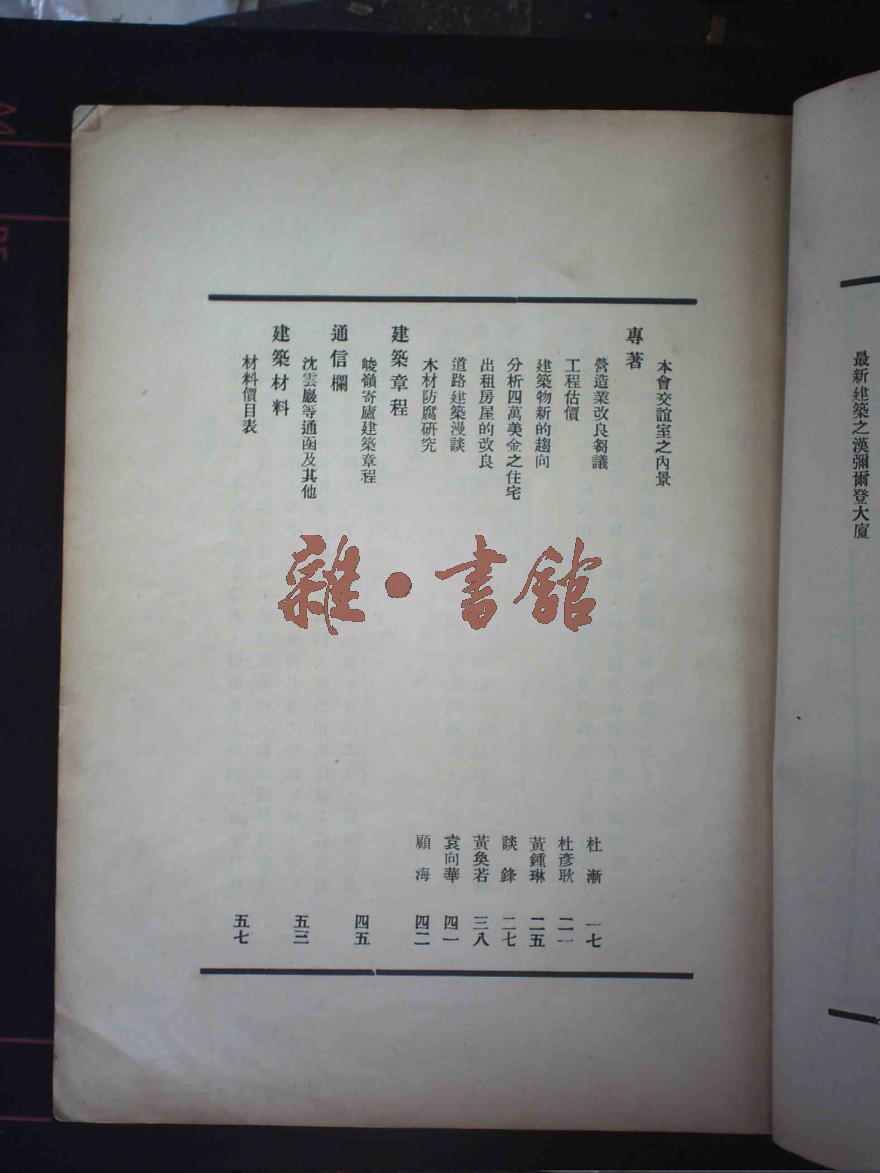 最新建築之漢彌爾登大廈
本會交誼室之內景
專著
營造業改良芻議 杜漸 一七
工程估價 杜彥耿 二一
建築物新的趨向 黃鍾琳 二五
分析四萬美金之住宅 談鋒 二七
出租房屋的改良 黃奐若 三八
道路建築漫談 袁向華 四一
木材防腐研究 顧海 四二
建築章程
峻嶺寄廬建築章程 四五
通信欄
沈雲巖等通函及其他 五三
建築材料
材料價目表 五七
雜·書館